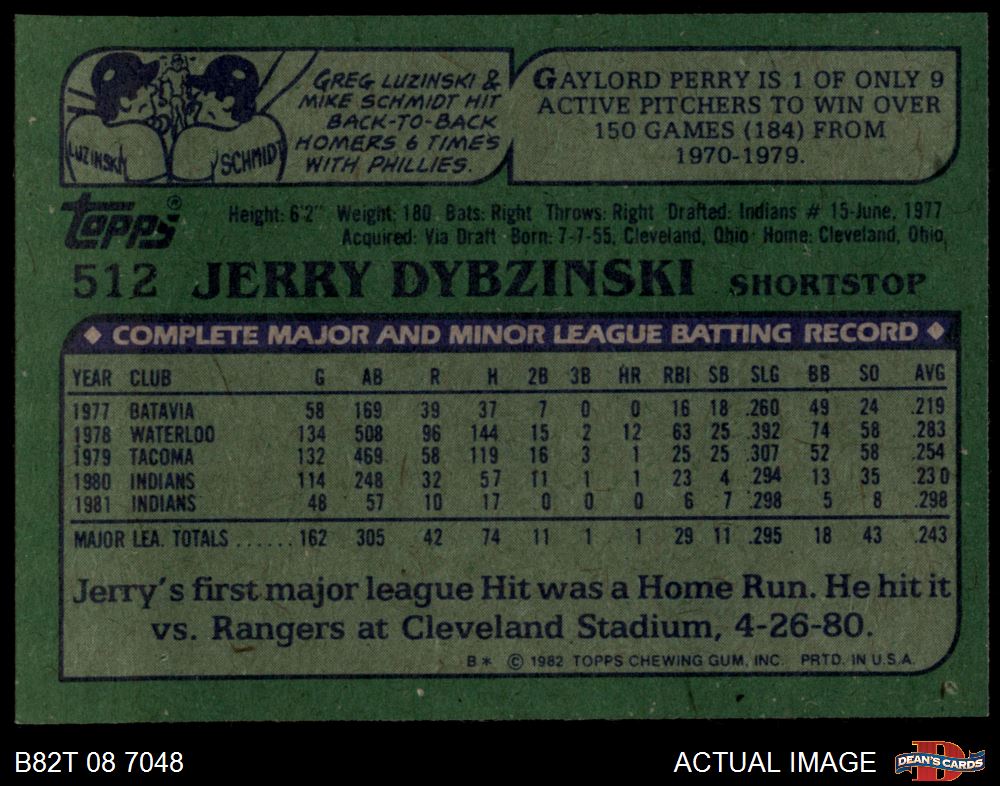 LUZINSKI
SCHMIDT
GREG LUZINSKI &
MIKE SCHMIDT HIT
BACK-TO-BACK
HOMERS 6 TIMES
WITH PHILLIES.
GAYLORD PERRY IS 1 OF ONLY 9
ACTIVE PITCHERS TO WIN OVER
150 GAMES (184) FROM
1970-1979.
Topps®
Height: 6'2" Weight: 180 Bats: Right Throws: Right Drafted: Indians # 15-June, 1977
Acquired: Via Draft Born: 7-7-55, Cleveland, Ohio Home: Cleveland, Ohio
512 JERRY DYBZINSKI SHORTSTOP
◆ COMPLETE MAJOR AND MINOR LEAGUE BATTING RECORD ◆
YEAR CLUB G AB R H 2B 3B HR RBI SB SLG BB SO AVG
1977 BATAVIA 58 169 39 37 7 0 0 16 18 .260 49 24 .219
1978 WATERLOO 134 508 96 144 15 2 12 63 25 .392 74 58 .283
1979 TACOMA 132 469 58 119 16 3 1 25 25 .307 52 58 .254
1980 INDIANS 114 248 32 57 11 1 1 23 4 .294 13 35 .230
1981 INDIANS 48 57 10 17 0 0 0 6 7 .298 5 8 .298
MAJOR LEA. TOTALS ...... 162 305 42 74 11 1 1 29 11 .295 18 43 .243
Jerry's first major league Hit was a Home Run. He hit it
vs. Rangers at Cleveland Stadium, 4-26-80.
B* © 1982 TOPPS CHEWING GUM, INC. PRTD. IN U.S.A.
B82T 08 7048
ACTUAL IMAGE
D
DEAN'S CARDS